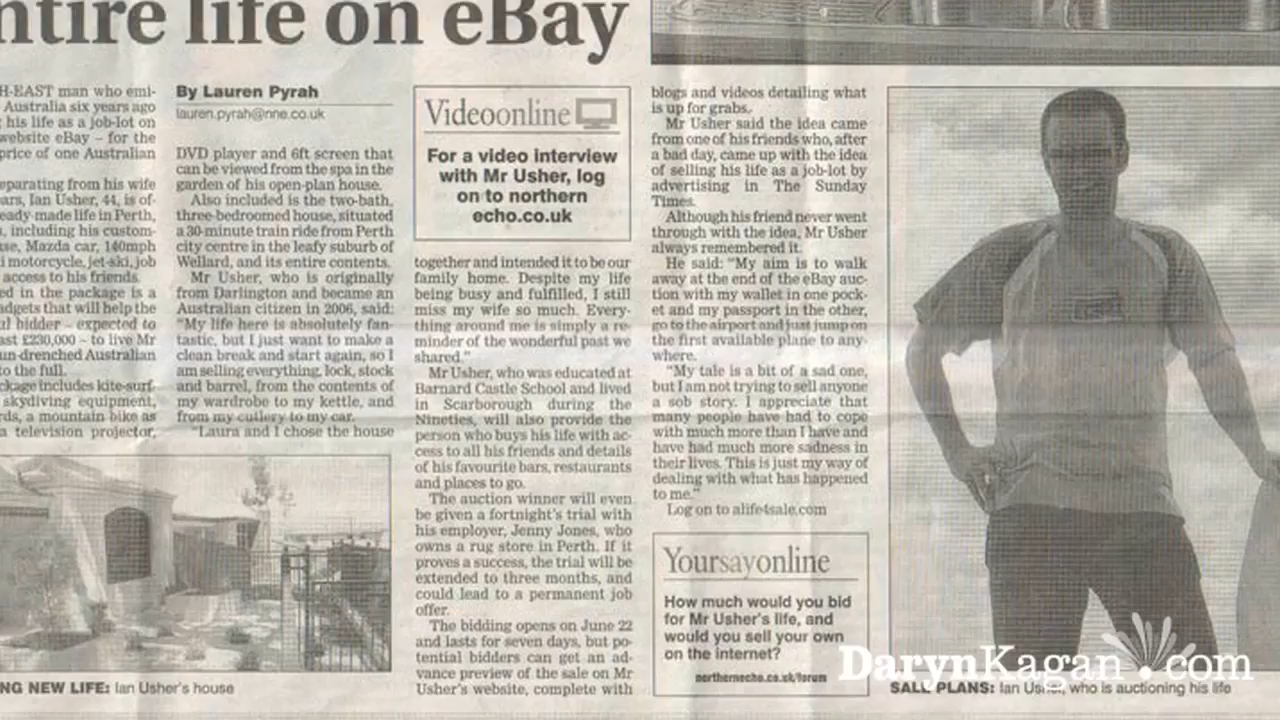 ntire life on eBay
H-EAST man who emi-
Australia six years ago
his life as a job-lot on
website eBay – for the
price of one Australian
eparating from his wife
ars, Ian Usher, 44, is of-
eady-made life in Perth,
, including his custom-
se, Mazda car, 140mph
i motorcycle, jet-ski, job
access to his friends.
ed in the package is a
adgets that will help the
ul bidder – expected to
ast £230,000 – to live Mr
un-drenched Australian
to the full.
ckage includes kite-surf-
skydiving equipment,
rds, a mountain bike as
a television projector,
By Lauren Pyrah
lauren.pyrah@nne.co.uk
DVD player and 6ft screen that
can be viewed from the spa in the
garden of his open-plan house.
Also included is the two-bath,
three-bedroomed house, situated
a 30-minute train ride from Perth
city centre in the leafy suburb of
Wellard, and its entire contents.
Mr Usher, who is originally
from Darlington and became an
Australian citizen in 2006, said:
"My life here is absolutely fan-
tastic, but I just want to make a
clean break and start again, so I
am selling everything, lock, stock
and barrel, from the contents of
my wardrobe to my kettle, and
from my cutlery to my car.
"Laura and I chose the house
Videoonline
For a video interview
with Mr Usher, log
on to northern
echo.co.uk
together and intended it to be our
family home. Despite my life
being busy and fulfilled, I still
miss my wife so much. Every-
thing around me is simply a re-
minder of the wonderful past we
shared."
Mr Usher, who was educated at
Barnard Castle School and lived
in Scarborough during the
Nineties, will also provide the
person who buys his life with ac-
cess to all his friends and details
of his favourite bars, restaurants
and places to go.
The auction winner will even
be given a fortnight's trial with
his employer, Jenny Jones, who
owns a rug store in Perth. If it
proves a success, the trial will be
extended to three months, and
could lead to a permanent job
offer.
The bidding opens on June 22
and lasts for seven days, but po-
tential bidders can get an ad-
vance preview of the sale on Mr
Usher's website, complete with
blogs and videos detailing what
is up for grabs.
Mr Usher said the idea came
from one of his friends who, after
a bad day, came up with the idea
of selling his life as a job-lot by
advertising in The Sunday
Times.
Although his friend never went
through with the idea, Mr Usher
always remembered it.
He said: "My aim is to walk
away at the end of the eBay auc-
tion with my wallet in one pock-
et and my passport in the other,
go to the airport and just jump on
the first available plane to any-
where.
"My tale is a bit of a sad one,
but I am not trying to sell anyone
a sob story. I appreciate that
many people have had to cope
with much more than I have and
have had much more sadness in
their lives. This is just my way of
dealing with what has happened
to me."
Log on to alife4sale.com
Yoursayonline
How much would you bid
for Mr Usher's life, and
would you sell your own
on the internet?
northernecho.co.uk/forum
NG NEW LIFE: Ian Usher's house
SALE PLANS: Ian Usher, who is auctioning his life
DarynKagan.com